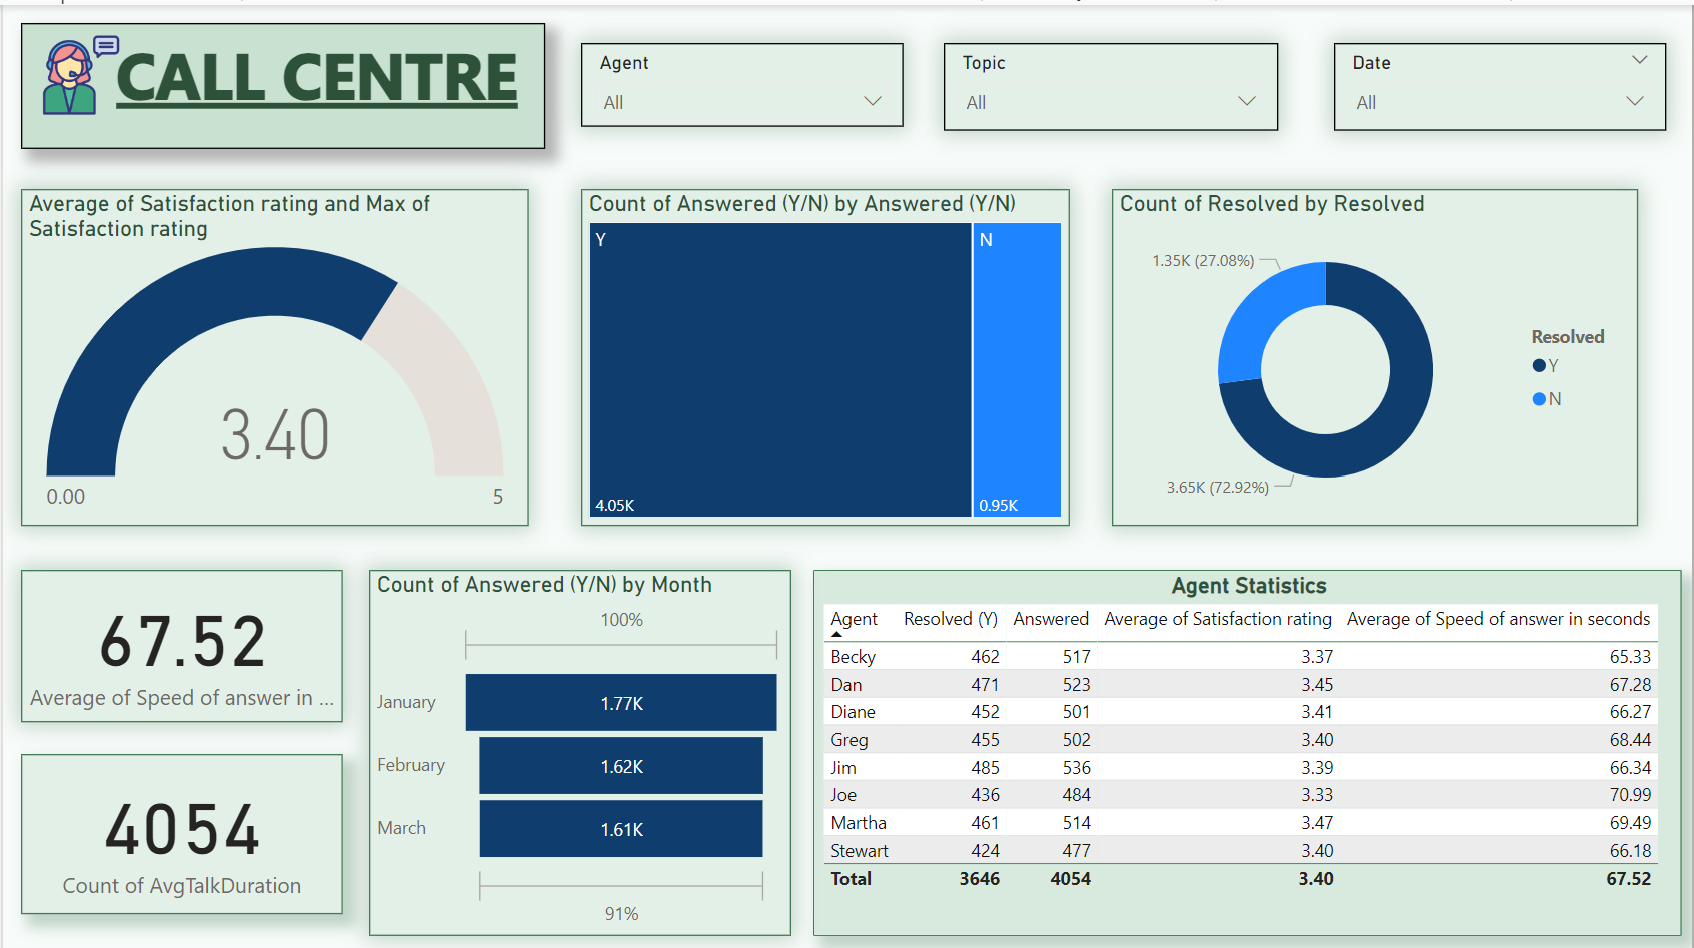 CALL CENTRE
Agent
All
Topic
All
Date
All
Average of Satisfaction rating and Max of
Satisfaction rating
3.40
0.00
5
Count of Answered (Y/N) by Answered (Y/N)
Y
N
4.05K
0.95K
Count of Resolved by Resolved
1.35K (27.08%)
3.65K (72.92%)
Resolved
Y
N
67.52
Average of Speed of answer in ...
4054
Count of AvgTalkDuration
Count of Answered (Y/N) by Month
100%
January 1.77K
February 1.62K
March 1.61K
91%
Agent Statistics
Agent Resolved (Y) Answered Average of Satisfaction rating Average of Speed of answer in seconds
Becky 462 517 3.37 65.33
Dan 471 523 3.45 67.28
Diane 452 501 3.41 66.27
Greg 455 502 3.40 68.44
Jim 485 536 3.39 66.34
Joe 436 484 3.33 70.99
Martha 461 514 3.47 69.49
Stewart 424 477 3.40 66.18
Total 3646 4054 3.40 67.52